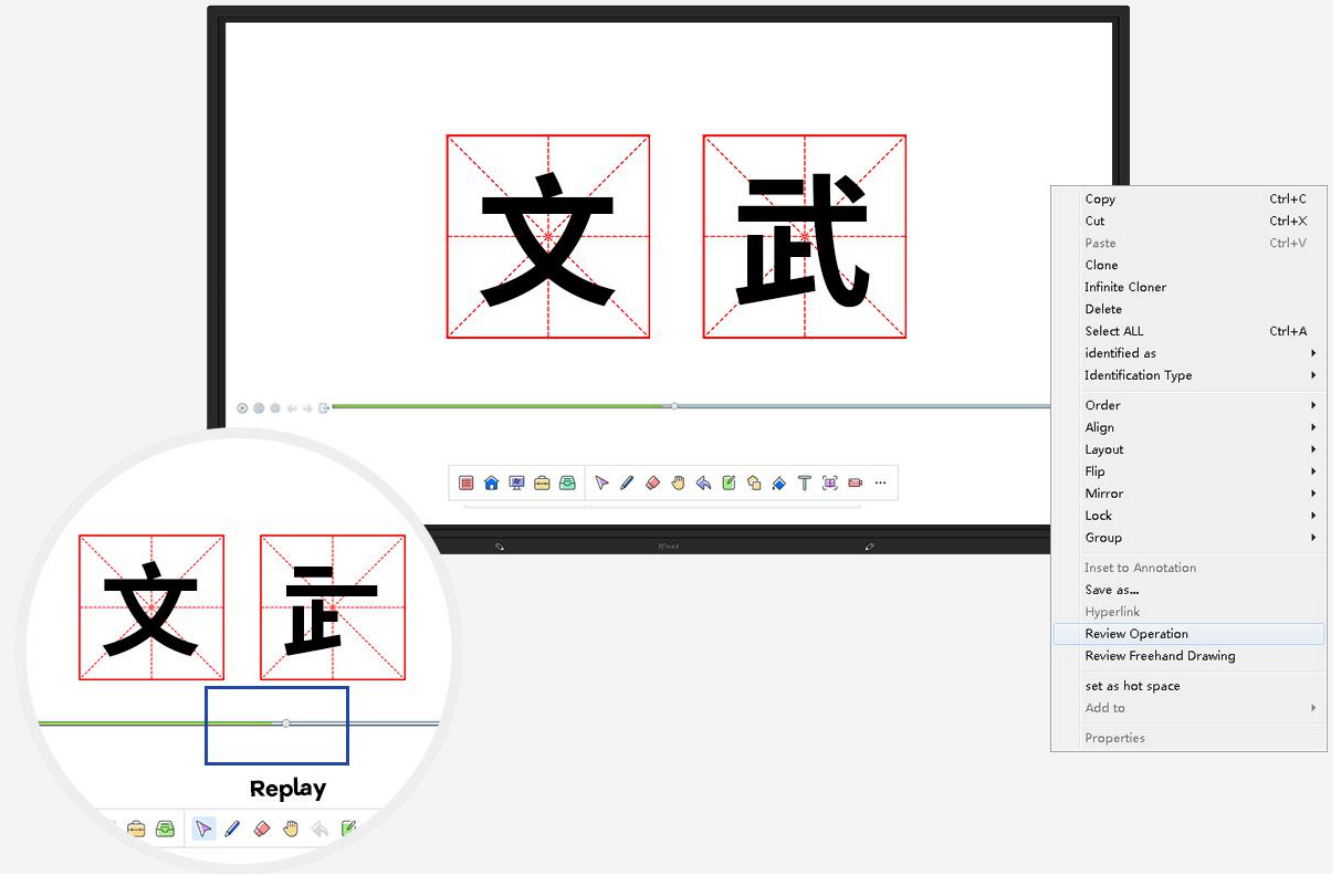 文 武
Copy Ctrl+C
Cut Ctrl+X
Paste Ctrl+V
Clone
Infinite Cloner
Delete
Select ALL Ctrl+A
identified as
Identification Type
Order
Align
Layout
Flip
Mirror
Lock
Group
Inset to Annotation
Save as...
Hyperlink
Review Operation
Review Freehand Drawing
set as hot space
Add to
Properties
文
Replay